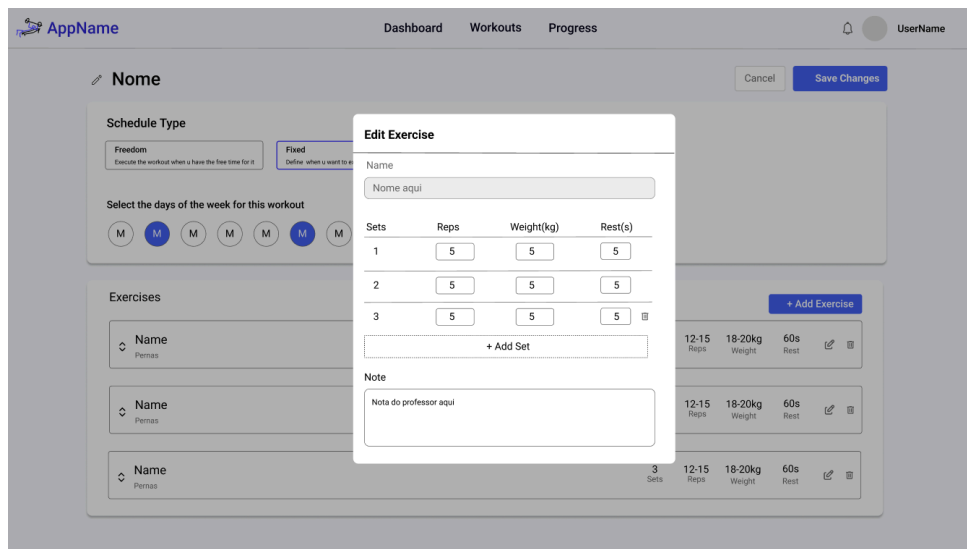 AppName Dashboard Workouts Progress UserName
Nome Cancel Save Changes
Schedule Type
Freedom
Execute the workout when u have the free time for it
Fixed
Define when u want to
Select the days of the week for this workout
M M M M M M M
Exercises
+ Add Exercise
Name
Pernas
12-15 18-20kg 60s
Reps Weight Rest
Name
Pernas
12-15 18-20kg 60s
Reps Weight Rest
Name
Pernas
3 12-15 18-20kg 60s
Sets Reps Weight Rest
Edit Exercise
Name
Nome aqui
Sets Reps Weight(kg) Rest(s)
1 5 5 5
2 5 5 5
3 5 5 5
+ Add Set
Note
Nota do professor aqui